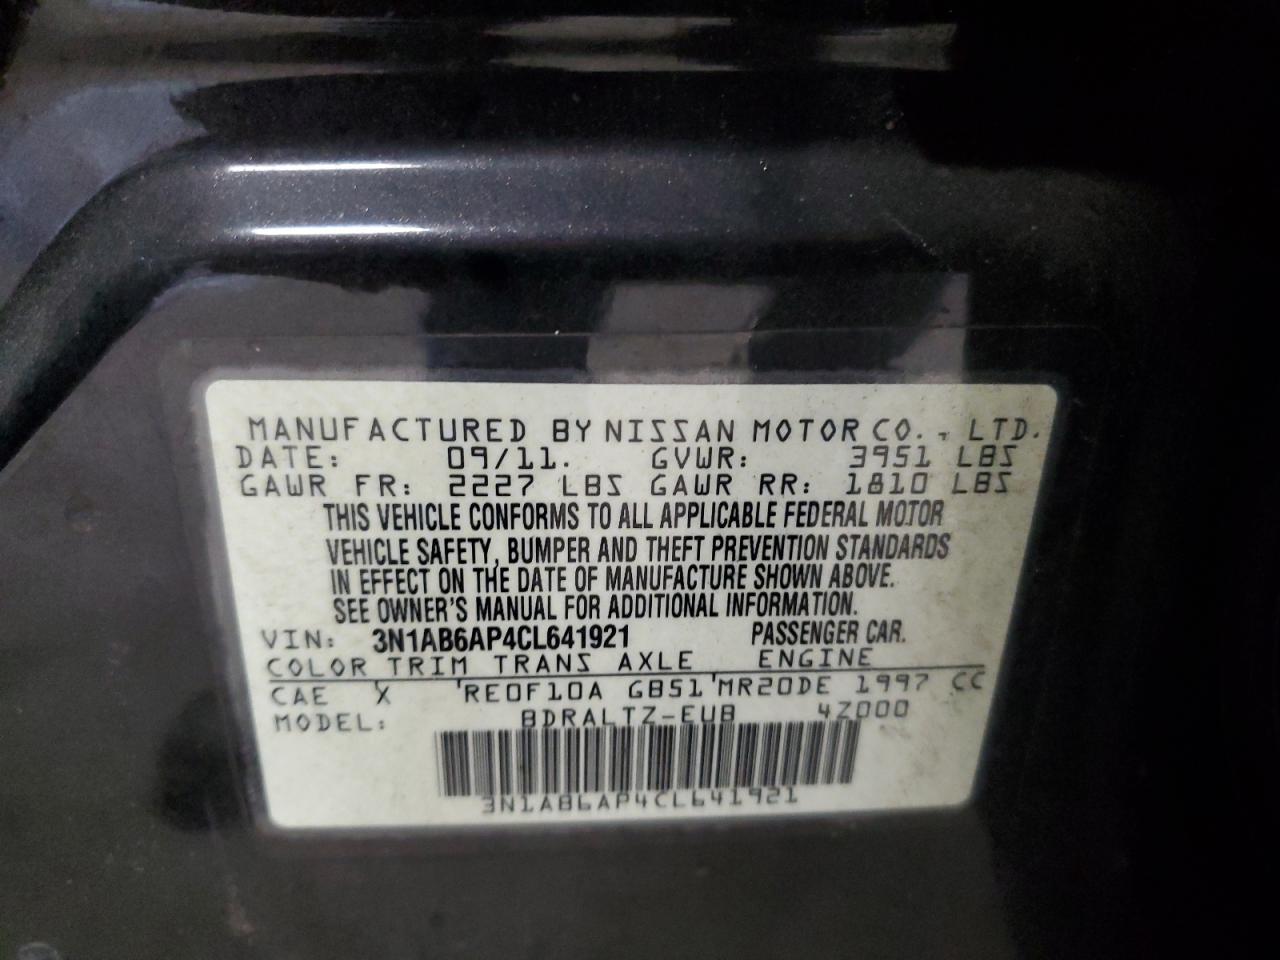 MANUFACTURED BY NISSAN MOTOR CO., LTD.
DATE: 09/11. GVWR: 3951 LBS
GAWR FR: 2227 LBS GAWR RR: 1810 LBS
THIS VEHICLE CONFORMS TO ALL APPLICABLE FEDERAL MOTOR
VEHICLE SAFETY, BUMPER AND THEFT PREVENTION STANDARDS
IN EFFECT ON THE DATE OF MANUFACTURE SHOWN ABOVE.
SEE OWNER'S MANUAL FOR ADDITIONAL INFORMATION.
VIN: 3N1AB6AP4CL641921 PASSENGER CAR.
COLOR TRIM TRANS AXLE ENGINE
CAE X RE0F10A GB51 MR20DE 1997 CC
MODEL: BDRALTZ-EUB 4Z000
3N1AB6AP4CL641921